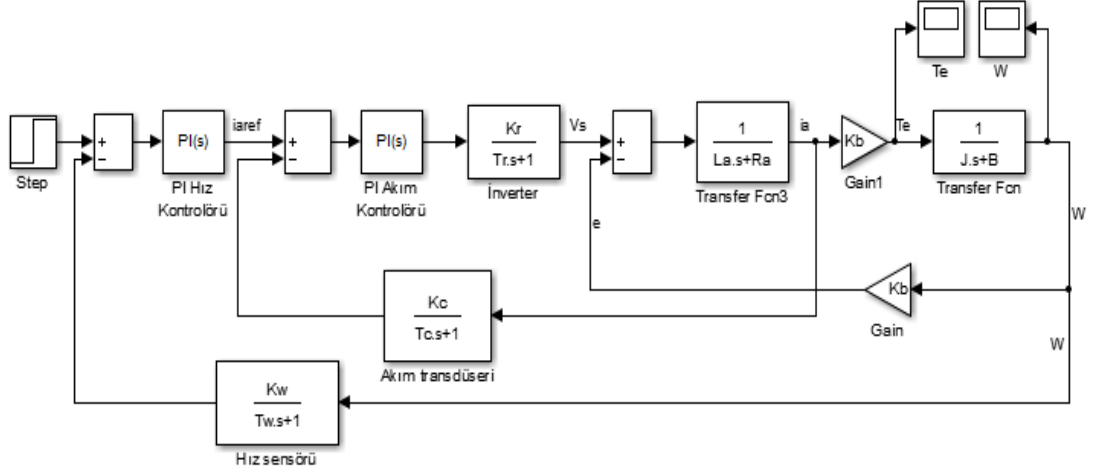 Te
W
Step
+
−
PI(s)
PI Hız
Kontrolörü
iaref
+
−
PI(s)
PI Akım
Kontrolörü
Kr
Tr.s+1
İnverter
Vs
+
−
e
1
La.s+Ra
Transfer Fcn3
ia
Kb
Gain1
Te
1
J.s+B
Transfer Fcn
W
Kb
Gain
W
Kc
Tc.s+1
Akım transdüseri
Kw
Tw.s+1
Hız sensörü